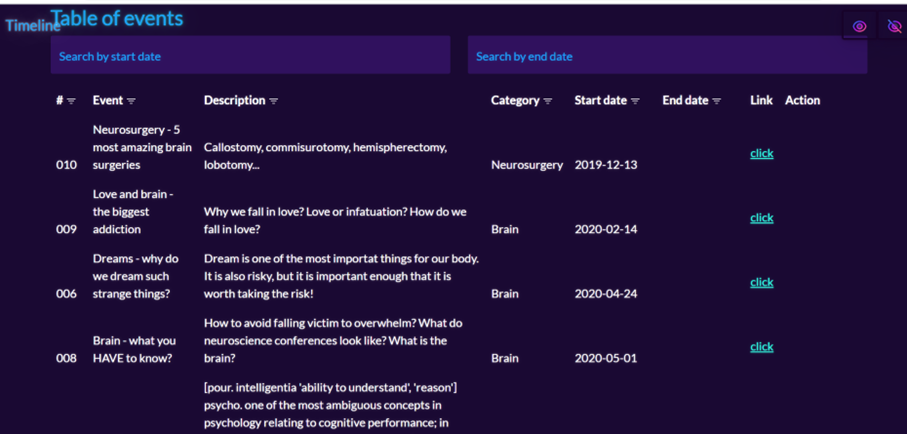 Table of events
Timeline
Search by start date
Search by end date
# Event Description Category Start date End date Link Action
Neurosurgery - 5
most amazing brain
surgeries
010
Callostomy, commisurotomy, hemispherectomy,
lobotomy...
Neurosurgery 2019-12-13
click
Love and brain -
the biggest
addiction
009
Why we fall in love? Love or infatuation? How do we
fall in love?
Brain 2020-02-14
click
Dreams - why do
we dream such
strange things?
006
Dream is one of the most importat things for our body.
It is also risky, but it is important enough that it is
worth taking the risk!
Brain 2020-04-24
click
Brain - what you
HAVE to know?
008
How to avoid falling victim to overwhelm? What do
neuroscience conferences look like? What is the
brain?
Brain 2020-05-01
click
[pour. intelligentia 'ability to understand', 'reason']
psycho. one of the most ambiguous concepts in
psychology relating to cognitive performance; in